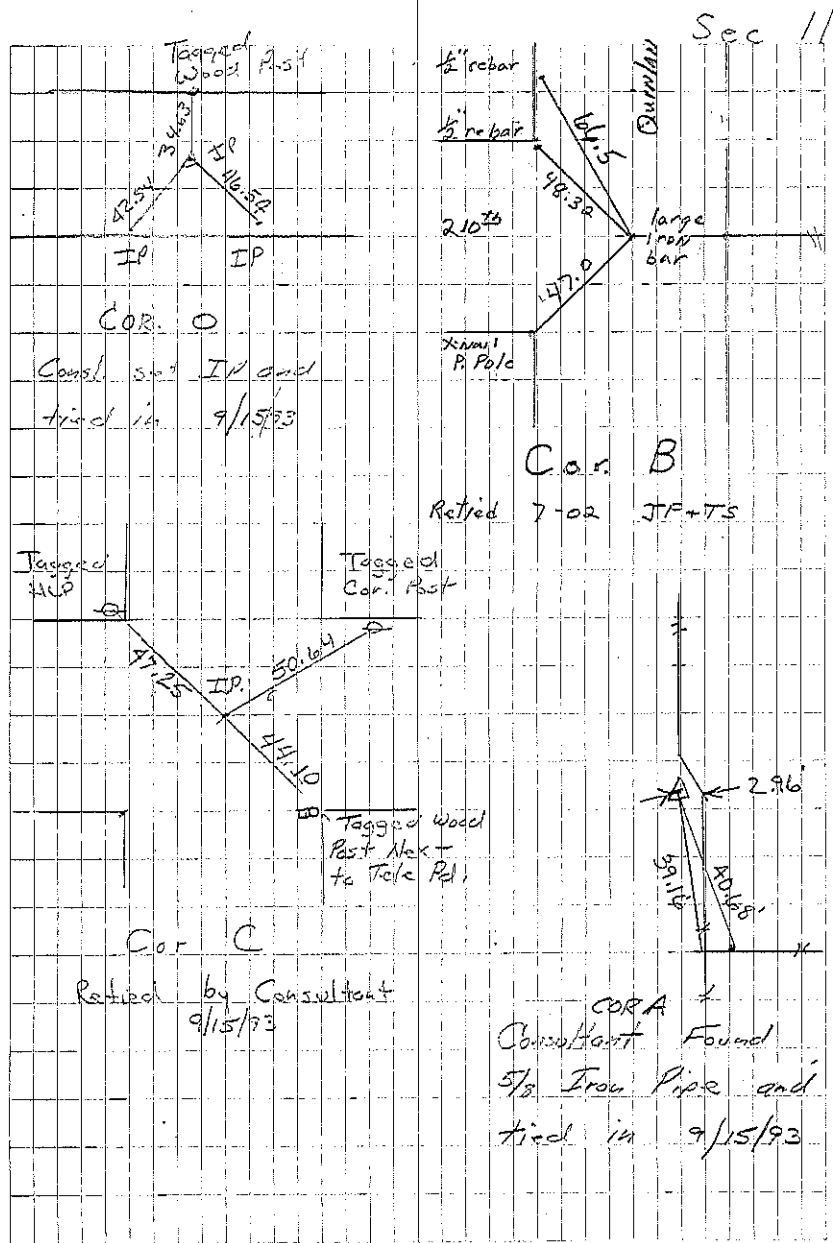 Sec 11
Tagged
Wood Post
34.63
IP
42.54
46.54
IP IP
COR. O
Consl. set IP and
tied in 9/15/93
1/2" rebar
1/2" rebar
Quinlan
66.5
48.32
210th
large
iron
bar
47.0
X-Nail
P. Pole
Cor. B
Retied 7-02 JF+TS
Tagged
Tagged
Cor. Post
47.25
IP.
50.64
44.10
Tagged Wood
Post Next
to Tele Pd.
Cor C
Retied by Consultant
9/15/93
2.96'
39.16
40.68
COR A
Consultant Found
5/8 Iron Pipe and
tied in 9/15/93